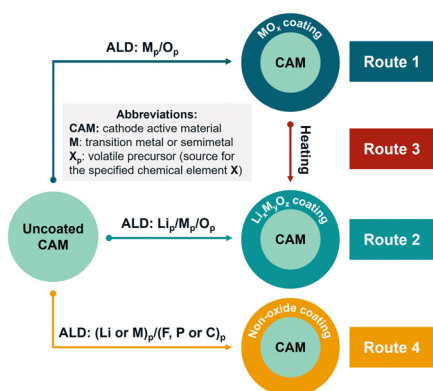 ALD: Mₚ/Oₚ
MOₓ coating
CAM
Route 1
Abbreviations:
CAM: cathode active material
M: transition metal or semimetal
Xₚ: volatile precursor (source for
the specified chemical element X)
Heating
Route 3
Uncoated
CAM
ALD: Liₚ/Mₚ/Oₚ
LiₓMᵧO_z coating
CAM
Route 2
ALD: (Li or M)ₚ/(F, P or C)ₚ
Non-oxide coating
CAM
Route 4